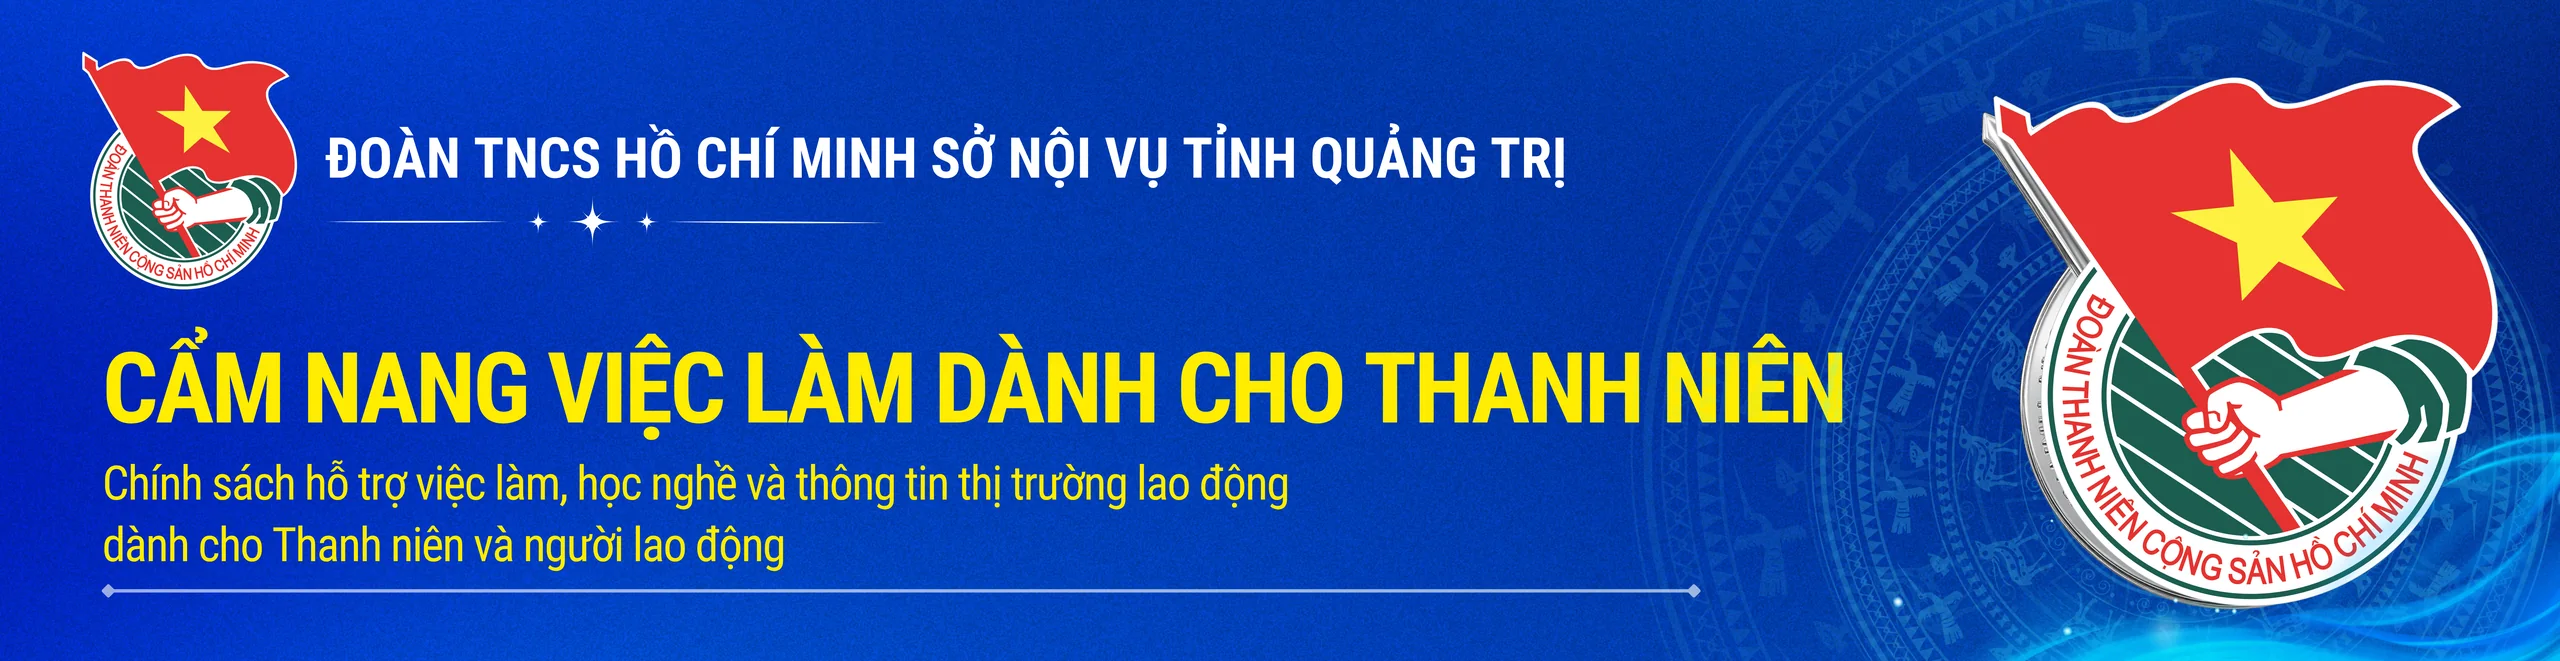 ĐOÀN THANH NIÊN CỘNG SẢN HỒ CHÍ MINH
ĐOÀN TNCS HỒ CHÍ MINH SỞ NỘI VỤ TỈNH QUẢNG TRỊ
CẨM NANG VIỆC LÀM DÀNH CHO THANH NIÊN
Chính sách hỗ trợ việc làm, học nghề và thông tin thị trường lao động
dành cho Thanh niên và người lao động
ĐOÀN THANH NIÊN CỘNG SẢN HỒ CHÍ MINH